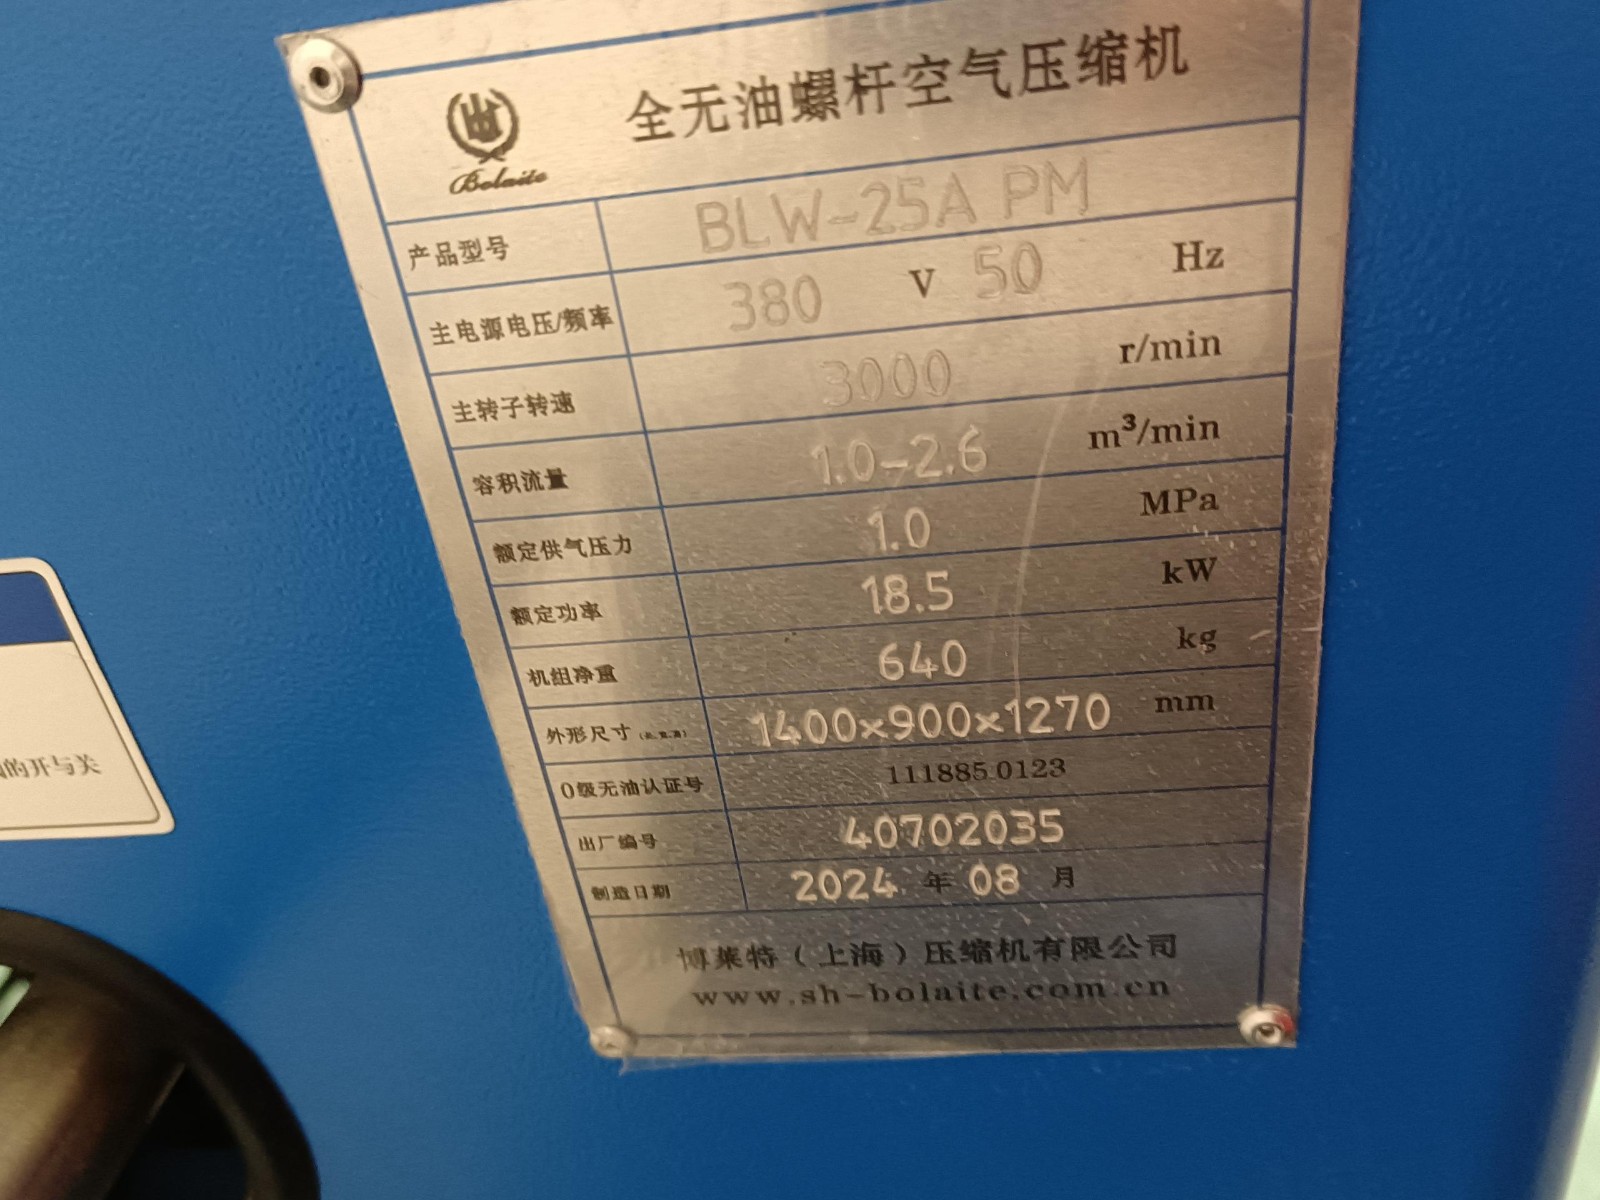 Bolaite
全无油螺杆空气压缩机
产品型号 BLW-25A PM
主电源电压/频率 380 V 50 Hz
主转子转速 3000 r/min
容积流量 1.0-2.6 m³/min
额定供气压力 1.0 MPa
额定功率 18.5 kW
机组净重 640 kg
外形尺寸(长.宽.高) 1400×900×1270 mm
0级无油认证号 111885.0123
出厂编号 40702035
制造日期 2024 年 08 月
博莱特(上海)压缩机有限公司
www.sh-bolaite.com.cn
的开与关